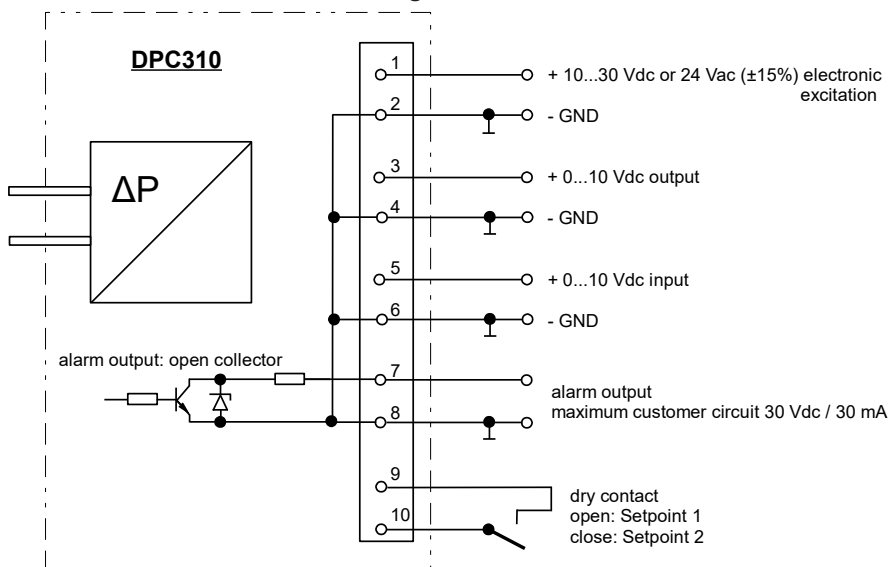 DPC310
ΔP
alarm output: open collector
1
+ 10...30 Vdc or 24 Vac (±15%) electronic
excitation
2
- GND
3
+ 0...10 Vdc output
4
- GND
5
+ 0...10 Vdc input
6
- GND
7
alarm output
maximum customer circuit 30 Vdc / 30 mA
8
9
dry contact
open: Setpoint 1
close: Setpoint 2
10